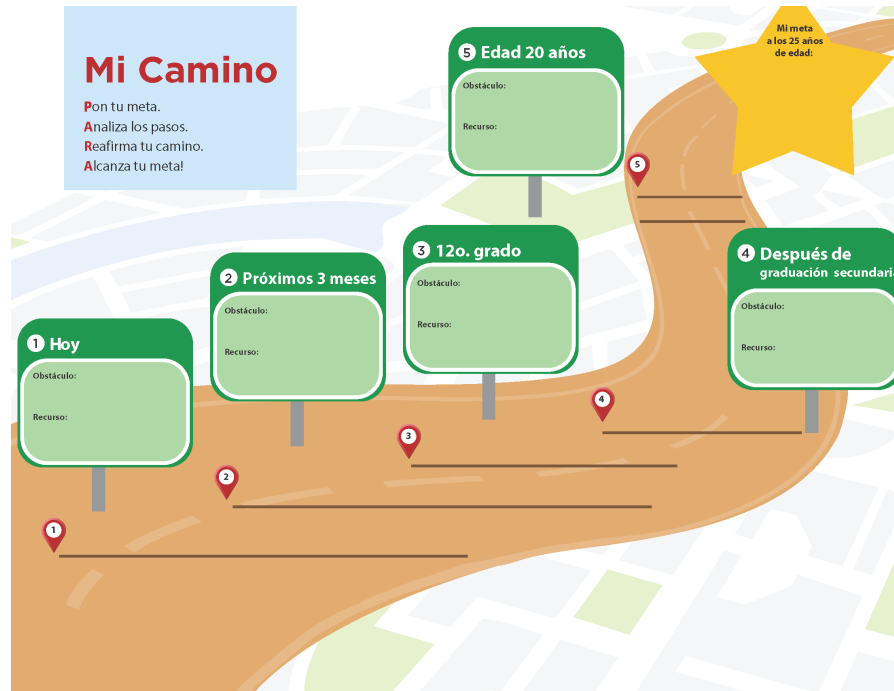 Mi Camino
Pon tu meta.
Analiza los pasos.
Reafirma tu camino.
Alcanza tu meta!
Mi meta
a los 25 años
de edad:
5 Edad 20 años
Obstáculo:
Recurso:
5
4 Después de
graduación secundaria
Obstáculo:
Recurso:
3 12o. grado
Obstáculo:
Recurso:
2 Próximos 3 meses
Obstáculo:
Recurso:
1 Hoy
Obstáculo:
Recurso:
4
3
2
1